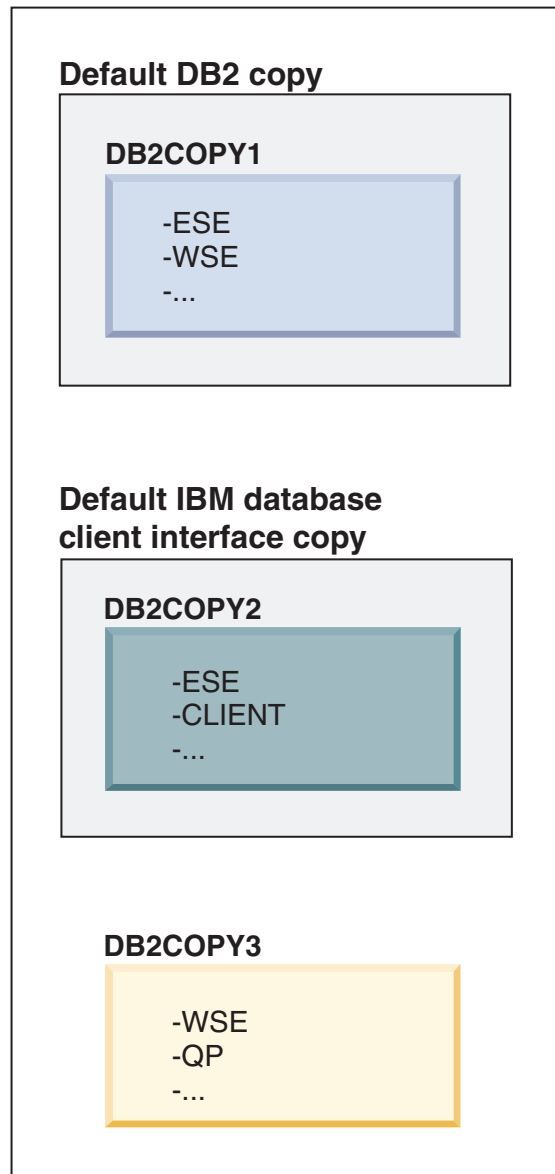 Default DB2 copy
DB2COPY1
-ESE
-WSE
-...
Default IBM database
client interface copy
DB2COPY2
-ESE
-CLIENT
-...
DB2COPY3
-WSE
-QP
-...